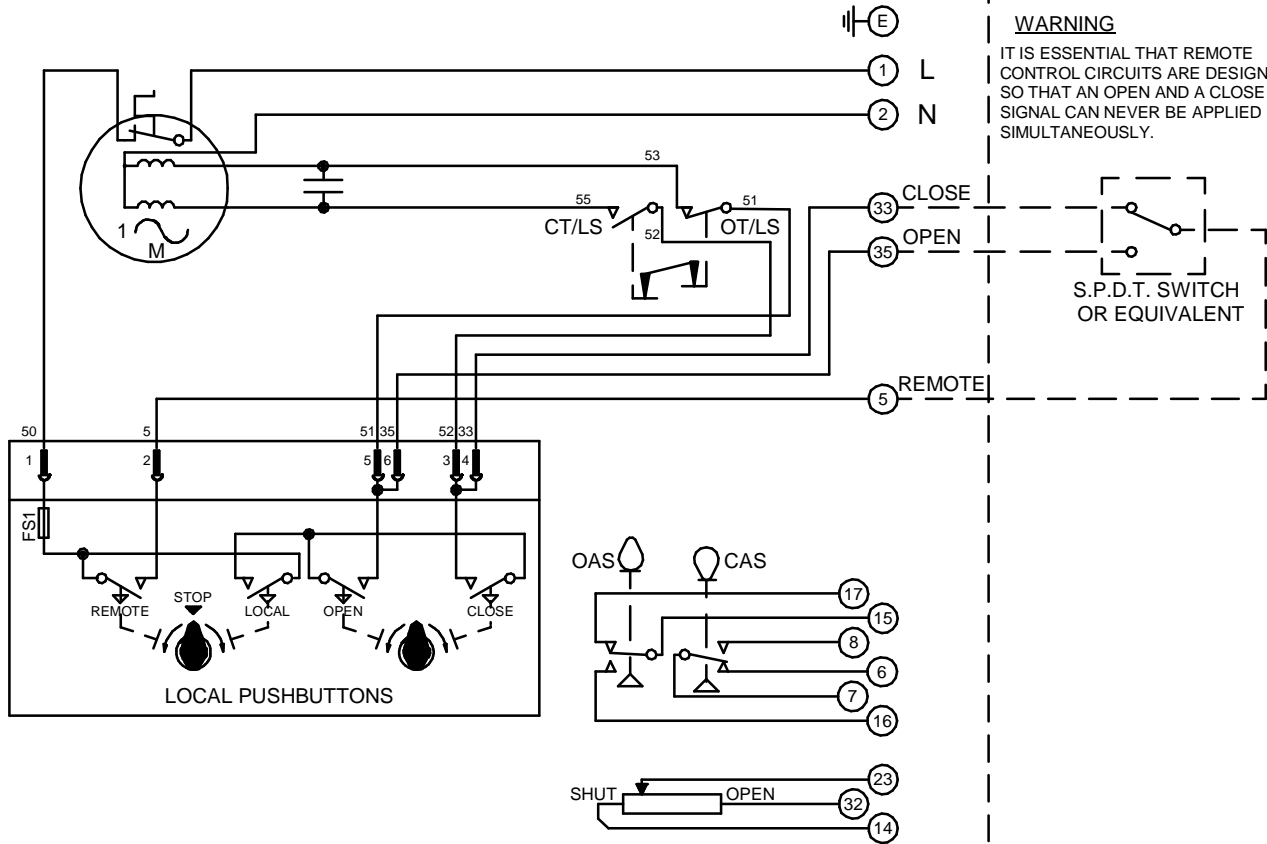 E
WARNING
IT IS ESSENTIAL THAT REMOTE
CONTROL CIRCUITS ARE DESIGN
SO THAT AN OPEN AND A CLOSE
SIGNAL CAN NEVER BE APPLIED
SIMULTANEOUSLY.
1 L
2 N
53
55
51
CT/LS
52
OT/LS
1
M
33 CLOSE
35 OPEN
S.P.D.T. SWITCH
OR EQUIVALENT
5 REMOTE
50 5 51 35 52 33
1 2 5 6 3 4
FS1
REMOTE STOP LOCAL OPEN CLOSE
LOCAL PUSHBUTTONS
OAS CAS
17
15
8
6
7
16
23
SHUT OPEN
32
14